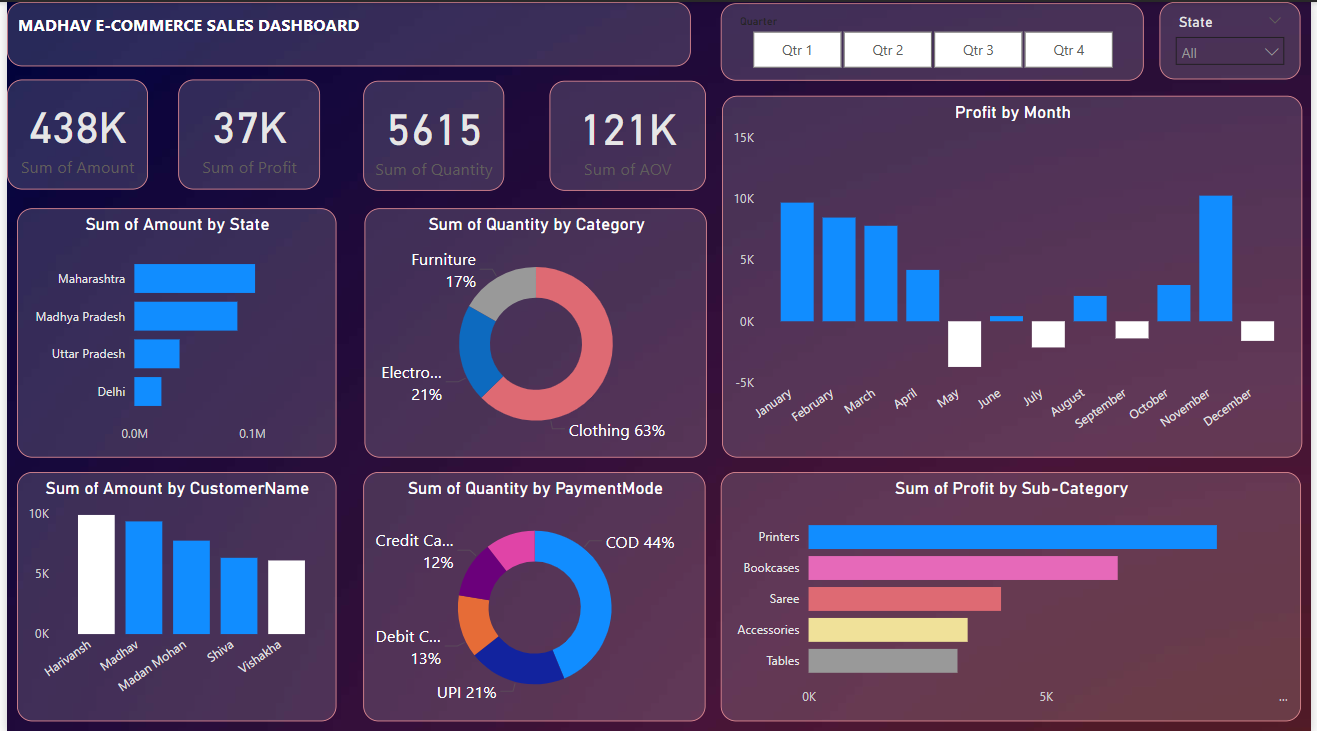 MADHAV E-COMMERCE SALES DASHBOARD
Quarter
Qtr 1
Qtr 2
Qtr 3
Qtr 4
State
All
438K
Sum of Amount
37K
Sum of Profit
5615
Sum of Quantity
121K
Sum of AOV
Profit by Month
15K
10K
5K
0K
-5K
January
February
March
April
May
June
July
August
September
October
November
December
Sum of Amount by State
Maharashtra
Madhya Pradesh
Uttar Pradesh
Delhi
0.0M
0.1M
Sum of Quantity by Category
Furniture
17%
Electro...
21%
Clothing 63%
Sum of Amount by CustomerName
10K
5K
0K
Harivansh
Madhav
Madan Mohan
Shiva
Vishakha
Sum of Quantity by PaymentMode
Credit Ca...
12%
COD 44%
Debit C...
13%
UPI 21%
Sum of Profit by Sub-Category
Printers
Bookcases
Saree
Accessories
Tables
0K
5K
...